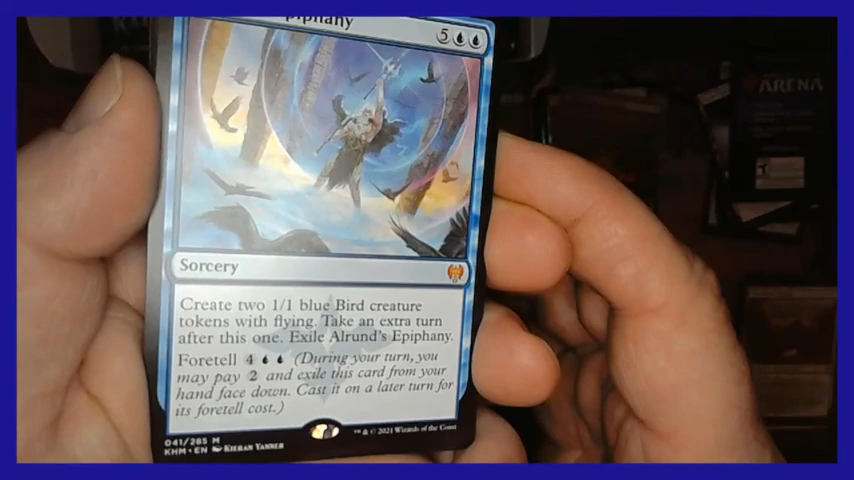 Epiphany
5
Sorcery
Create two 1/1 blue Bird creature
tokens with flying. Take an extra turn
after this one. Exile Alrund's Epiphany.
Foretell 4 (During your turn, you
may pay 2 and exile this card from your
hand face down. Cast it on a later turn for
its foretell cost.)
041/285 M
KHM • EN Kieran Yanner
™ & © 2021 Wizards of the Coast
ARENA